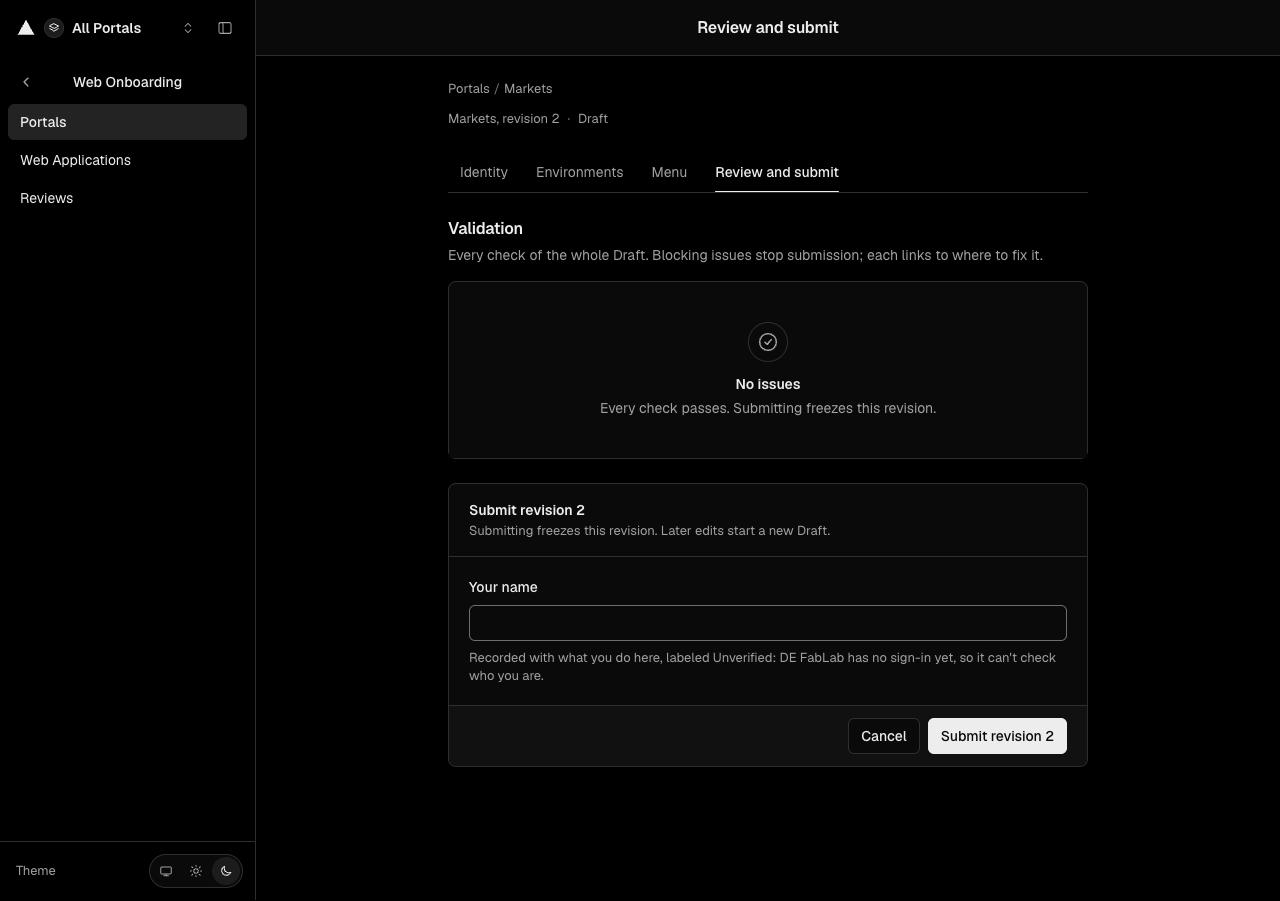 All Portals
Web Onboarding
Portals
Web Applications
Reviews
Theme
Review and submit
Portals / Markets
Markets, revision 2 · Draft
Identity
Environments
Menu
Review and submit
Validation
Every check of the whole Draft. Blocking issues stop submission; each links to where to fix it.
No issues
Every check passes. Submitting freezes this revision.
Submit revision 2
Submitting freezes this revision. Later edits start a new Draft.
Your name
Recorded with what you do here, labeled Unverified: DE FabLab has no sign-in yet, so it can't check
who you are.
Cancel
Submit revision 2